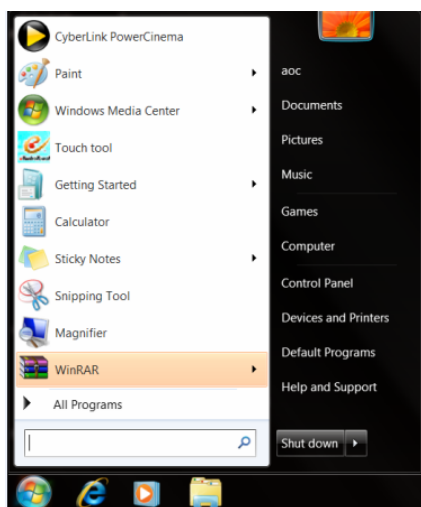 CyberLink PowerCinema
Paint
Windows Media Center
Touch tool
Getting Started
Calculator
Sticky Notes
Snipping Tool
Magnifier
WinRAR
All Programs
aoc
Documents
Pictures
Music
Games
Computer
Control Panel
Devices and Printers
Default Programs
Help and Support
Shut down